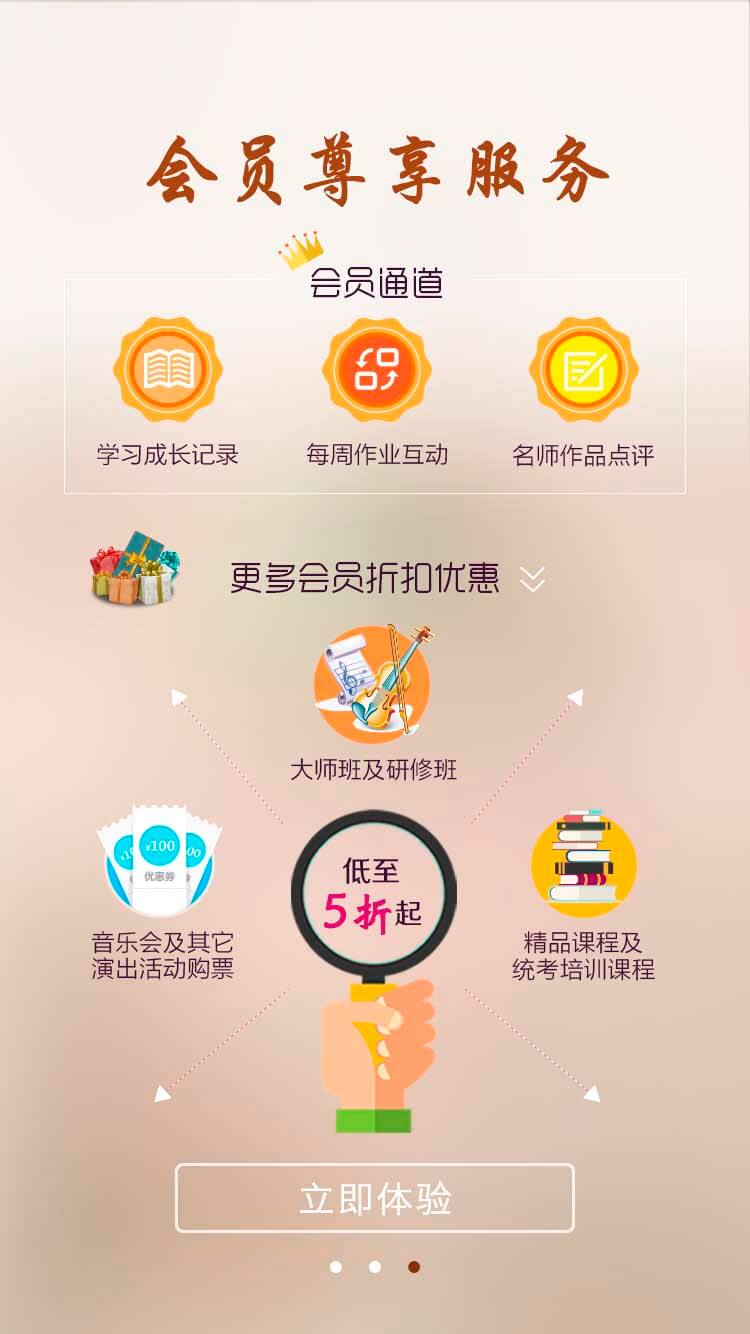 会员尊享服务
会员通道
学习成长记录
每周作业互动
名师作品点评
更多会员折扣优惠
大师班及研修班
¥100
优惠券
低至
5折起
音乐会及其它
演出活动购票
精品课程及
统考培训课程
立即体验